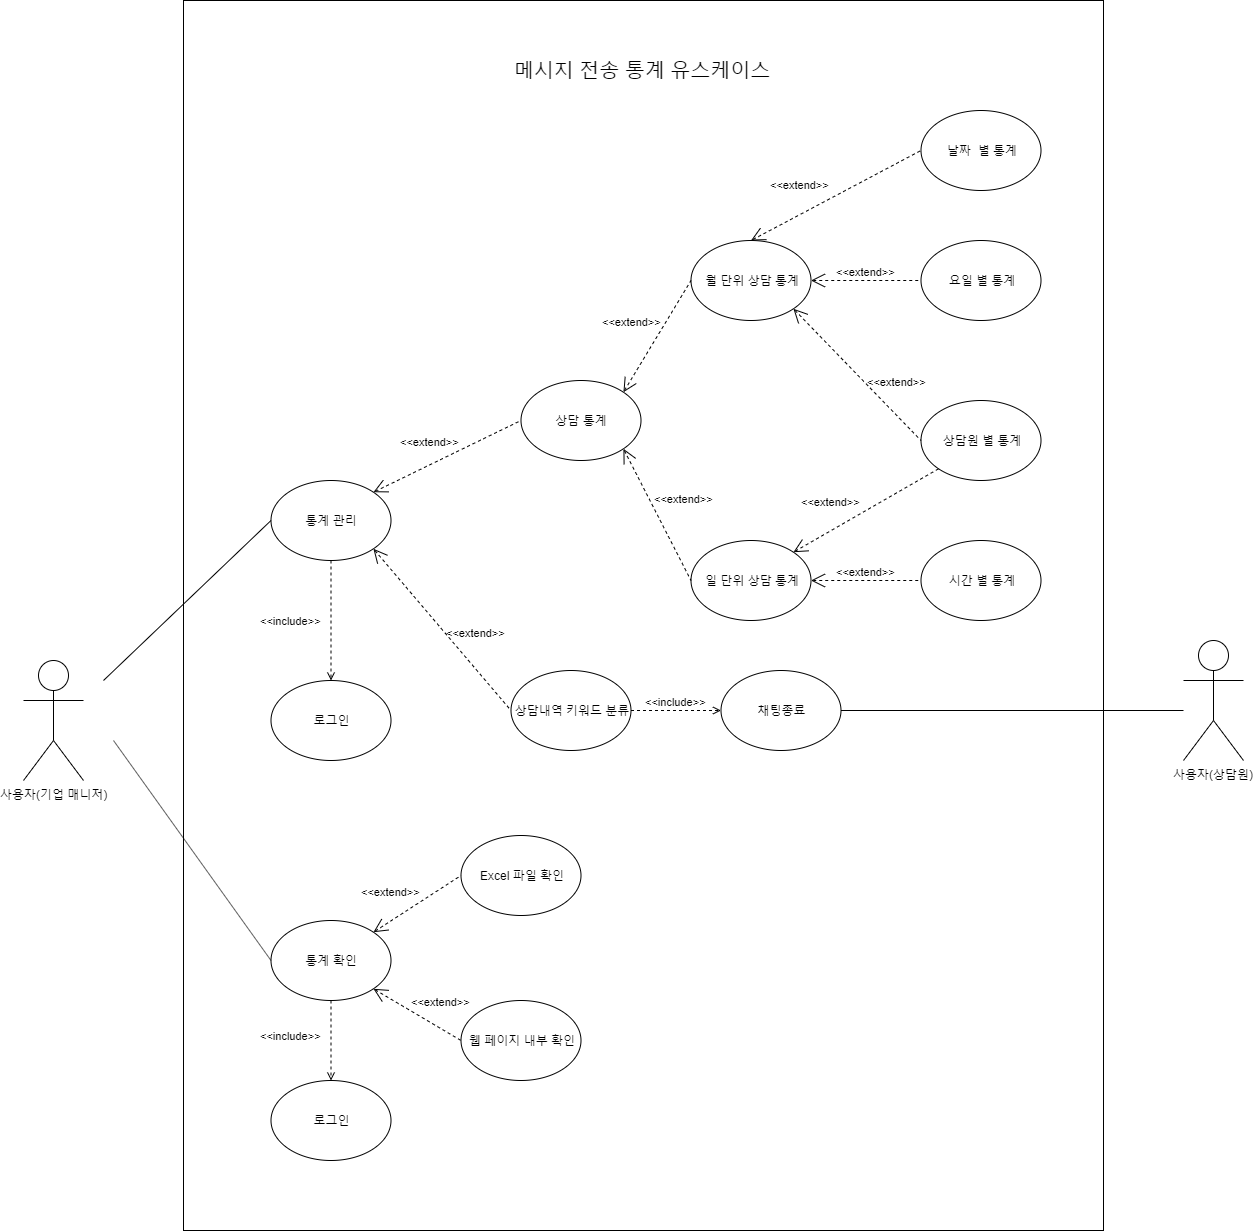 메시지 전송 통계 유스케이스
날짜  별 통계
<<extend>>
월 단위 상담 통계
<<extend>>
요일 별 통계
<<extend>>
<<extend>>
상담 통계
상담원 별 통계
<<extend>>
<<extend>>
<<extend>>
통계 관리
일 단위 상담 통계
<<extend>>
시간 별 통계
<<include>>
<<extend>>
로그인
상담내역 키워드 분류
<<include>>
채팅종료
사용자(기업 매니저)
사용자(상담원)
Excel 파일 확인
<<extend>>
통계 확인
<<extend>>
<<include>>
웹 페이지 내부 확인
로그인